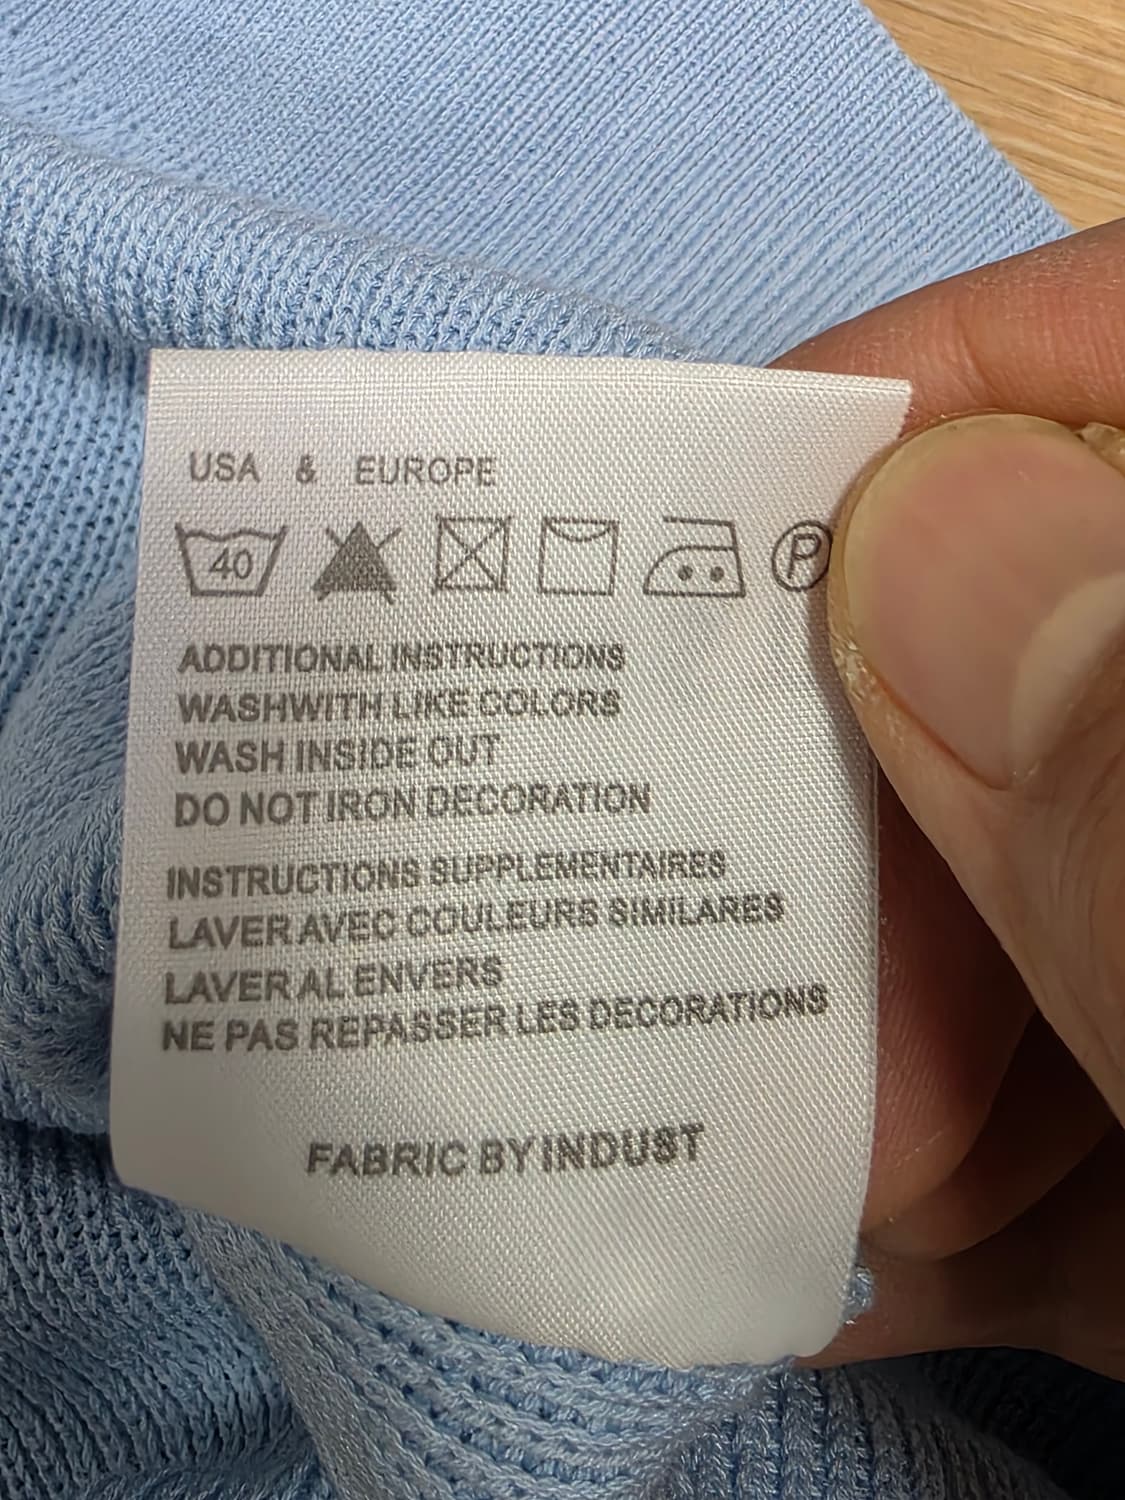 USA & EUROPE
40 P
ADDITIONAL INSTRUCTIONS
WASHWITH LIKE COLORS
WASH INSIDE OUT
DO NOT IRON DECORATION
INSTRUCTIONS SUPPLEMENTAIRES
LAVER AVEC COULEURS SIMILARES
LAVER AL ENVERS
NE PAS REPASSER LES DECORATIONS
FABRIC BY INDUST